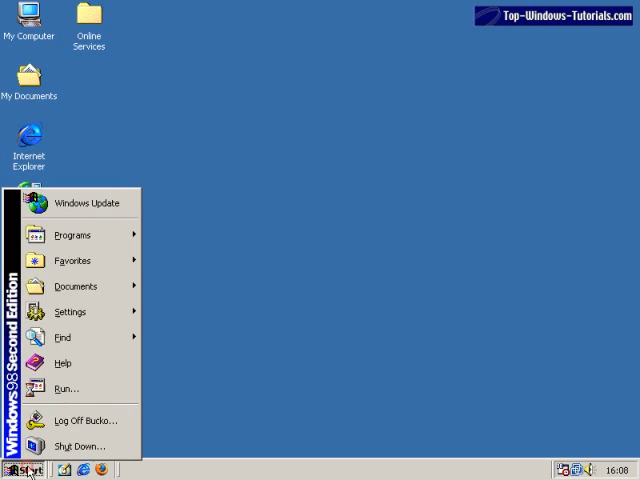 My Computer
Online
Services
Top-Windows-Tutorials.com
My Documents
Internet
Explorer
Windows Update
Programs
Favorites
Documents
Settings
Find
Help
Run...
Log Off Bucko...
Shut Down...
Windows98 Second Edition
Start
16:08